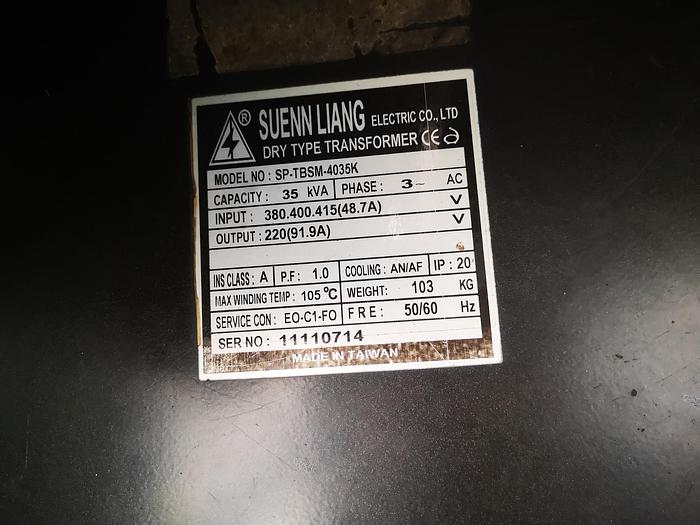 ® SUENN LIANG ELECTRIC CO., LTD
DRY TYPE TRANSFORMER CE
MODEL NO : SP-TBSM-4035K
CAPACITY : 35 kVA PHASE : 3~ AC
INPUT : 380.400.415(48.7A) V
OUTPUT : 220(91.9A) V
INS CLASS : A P.F : 1.0 COOLING : AN/AF IP : 20
MAX WINDING TEMP : 105 °C WEIGHT : 103 KG
SERVICE CON : EO-C1-FO F R E : 50/60 Hz
SER NO : 11110714
MADE IN TAIWAN